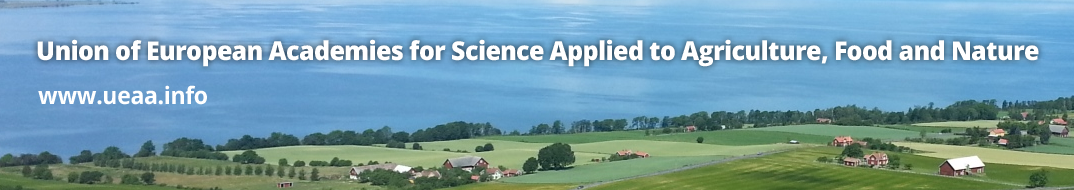 Union of European Academies for Science Applied to Agriculture, Food and Nature
www.ueaa.info